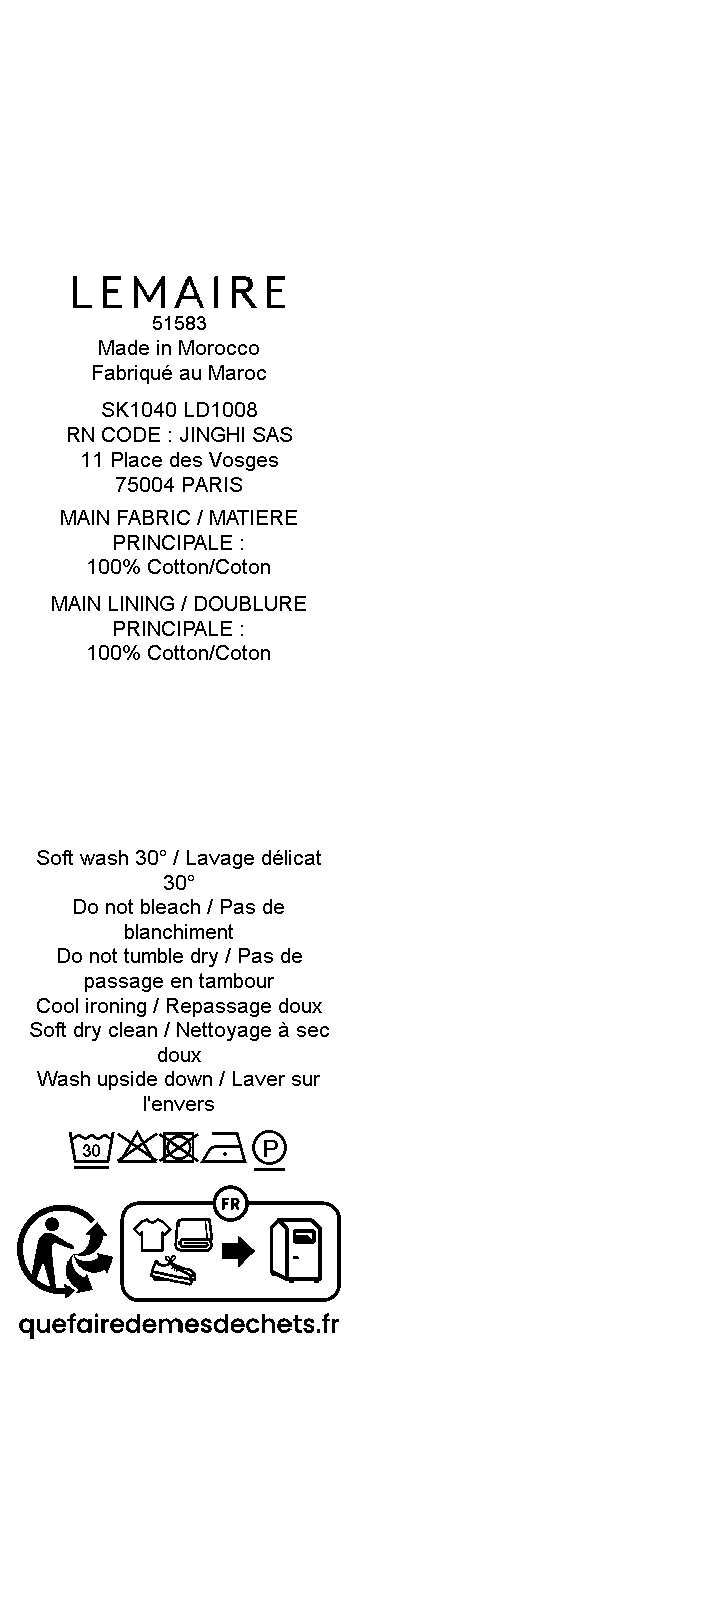 LEMAIRE
51583
Made in Morocco
Fabriqué au Maroc
SK1040 LD1008
RN CODE : JINGHI SAS
11 Place des Vosges
75004 PARIS
MAIN FABRIC / MATIERE
PRINCIPALE :
100% Cotton/Coton
MAIN LINING / DOUBLURE
PRINCIPALE :
100% Cotton/Coton
Soft wash 30° / Lavage délicat
30°
Do not bleach / Pas de
blanchiment
Do not tumble dry / Pas de
passage en tambour
Cool ironing / Repassage doux
Soft dry clean / Nettoyage à sec
doux
Wash upside down / Laver sur
l'envers
30 P
FR
quefairedemesdechets.fr